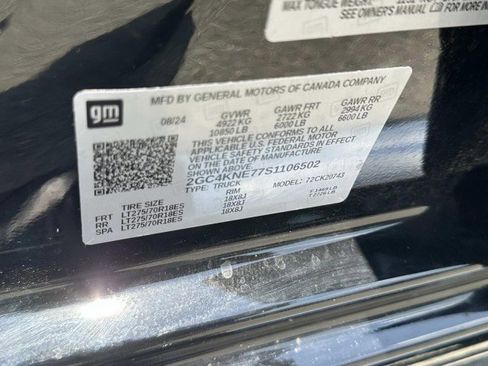 MAX TONGUE WEIGHT
SEE OWNER'S MANUAL FOR MORE
gm
MFD BY GENERAL MOTORS OF CANADA COMPANY
08/24 GVWR GAWR FRT GAWR RR
4922 KG 2722 KG 2994 KG
10850 LB 6000 LB 6600 LB
THIS VEHICLE CONFORMS TO ALL
APPLICABLE U.S. FEDERAL MOTOR
VEHICLE SAFETY STANDARDS IN
EFFECT ON THE DATE OF
MANUFACTURE SHOWN ABOVE.
2GC4KNE77S1106502
TYPE: TRUCK MODEL: 72CK20743
TIRE SIZE RIM
FRT LT275/70R18ES 18X8J
RR LT275/70R18ES 18X8J
SPA LT275/70R18ES 18X8J